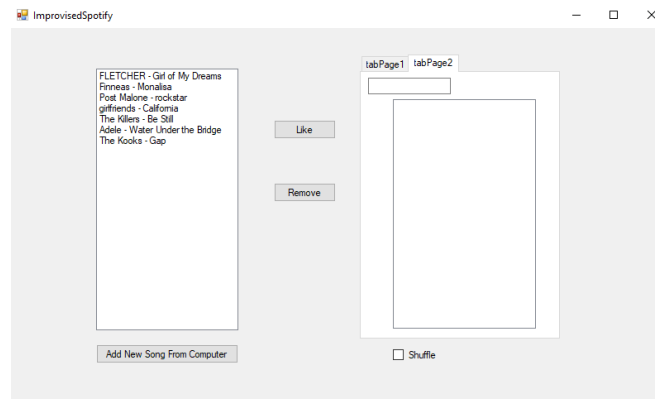 ImprovisedSpotify
FLETCHER - Girl of My Dreams
Finneas - Monalisa
Post Malone - rockstar
girlfriends - California
The Killers - Be Still
Adele - Water Under the Bridge
The Kooks - Gap
Add New Song From Computer
Like
Remove
tabPage1 tabPage2
Shuffle